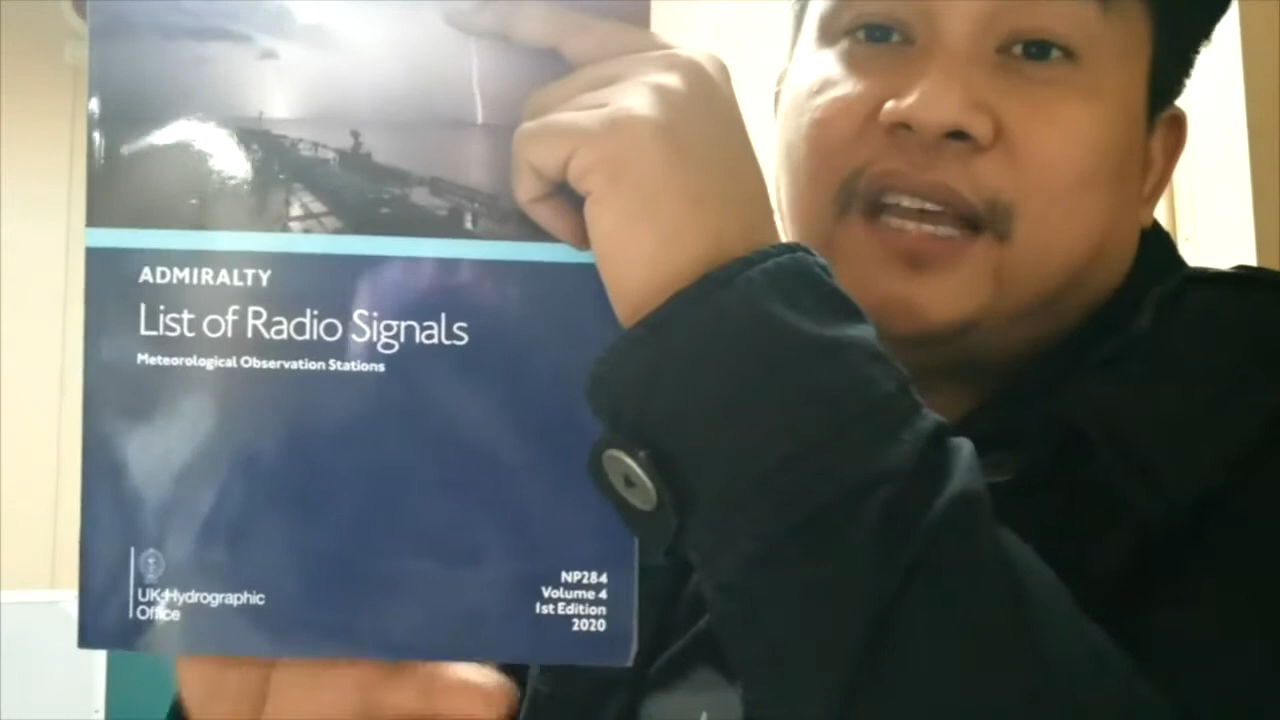 ADMIRALTY
List of Radio Signals
Meteorological Observation Stations
UK Hydrographic
Office
NP284
Volume 4
1st Edition
2020